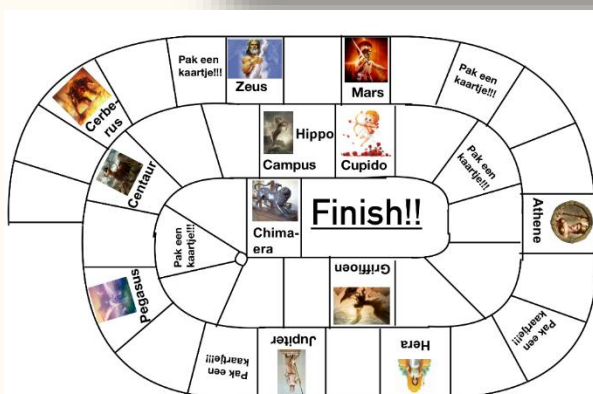 Pak een
kaartje!!!
Zeus
Mars
Pak een
kaartje!!!
Cerbe-
rus
Hippo
Campus
Cupido
Pak een
kaartje!!!
Centaur
Chima-
era
Finish!!
Athene
Pak een
kaartje!!!
Griffioen
Pegasus
Pak een
kaartje!!!
Jupiter
Hera
Pak een
kaartje!!!